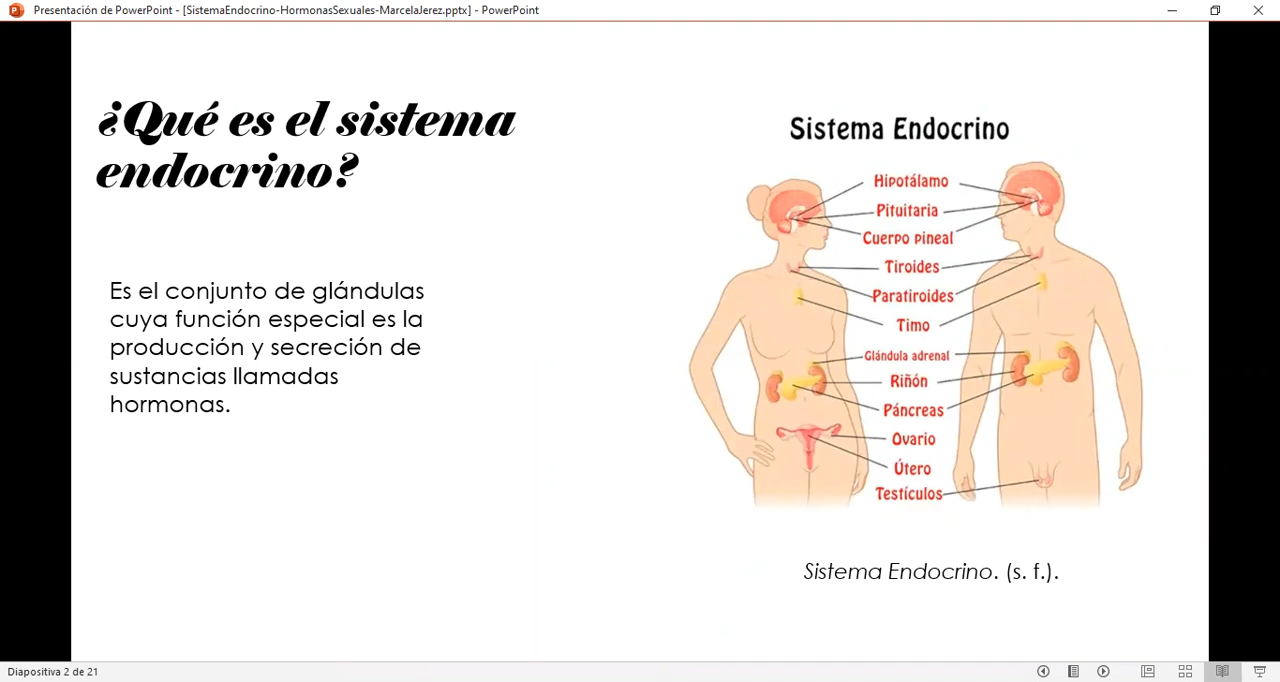 Presentación de PowerPoint - [SistemaEndocrino-HormonasSexuales-MarcelaJerez.pptx] - PowerPoint
¿Qué es el sistema
endocrino?
Es el conjunto de glándulas
cuya función especial es la
producción y secreción de
sustancias llamadas
hormonas.
Sistema Endocrino
Hipotálamo
Pituitaria
Cuerpo pineal
Tiroides
Paratiroides
Timo
Glándula adrenal
Riñón
Páncreas
Ovario
Útero
Testículos
Sistema Endocrino. (s. f.).
Diapositiva 2 de 21